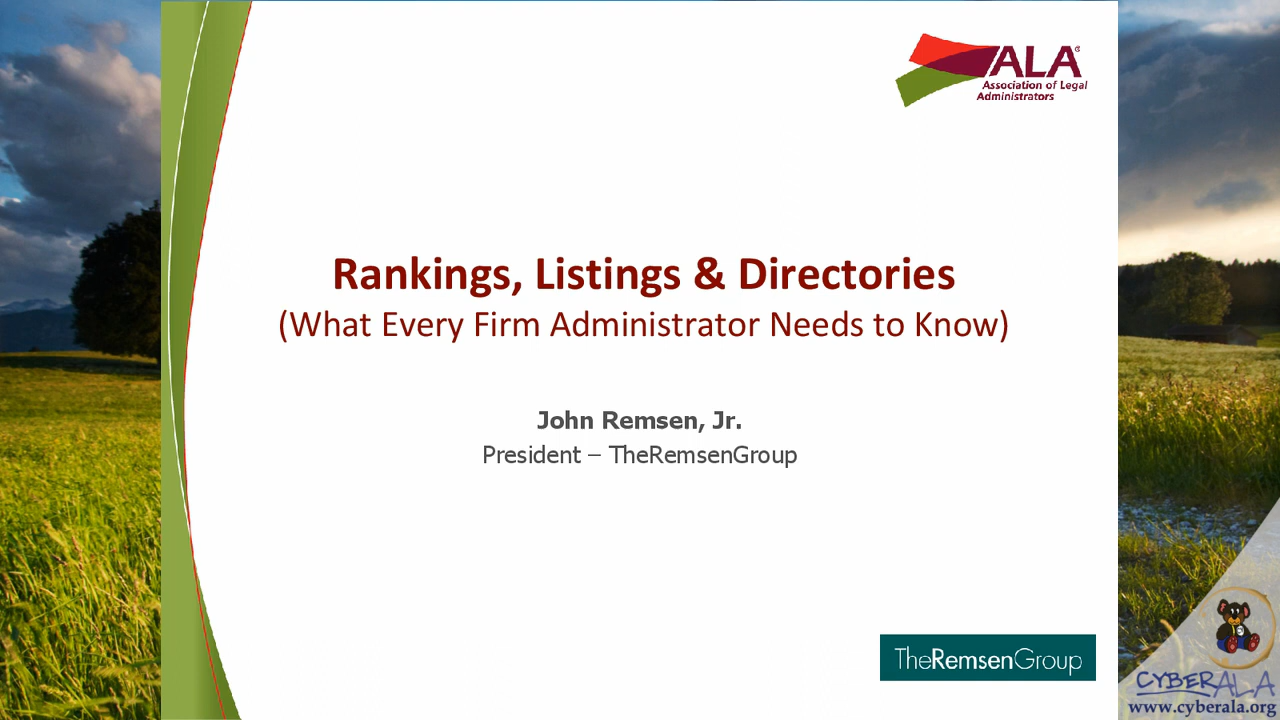 ALA®
Association of Legal
Administrators
Rankings, Listings & Directories
(What Every Firm Administrator Needs to Know)
John Remsen, Jr.
President – TheRemsenGroup
TheRemsenGroup
CYBERALA
www.cyberala.org